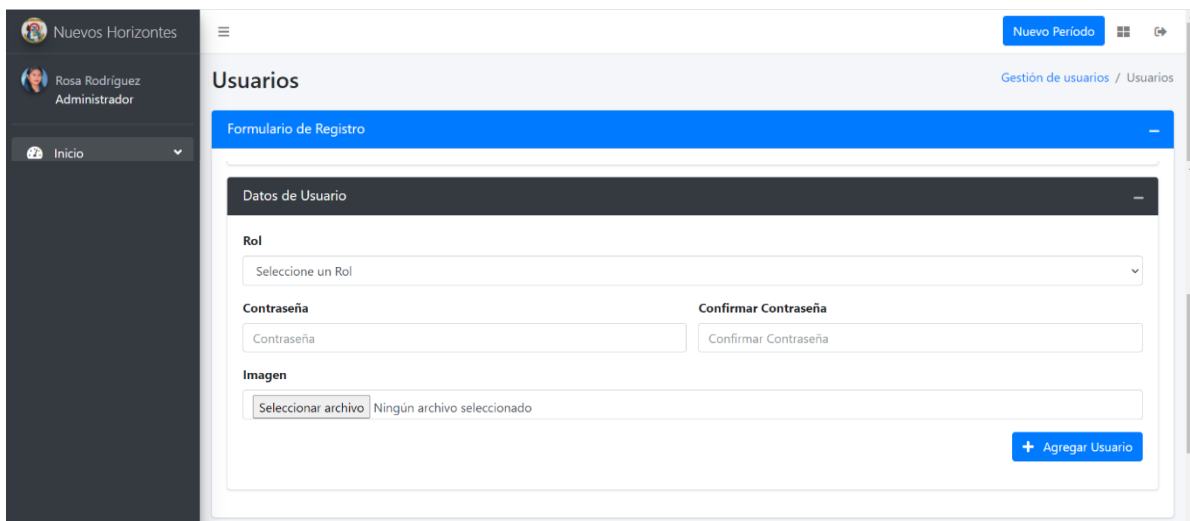 Nuevos Horizontes
Nuevo Período
Rosa Rodríguez
Administrador
Usuarios
Gestión de usuarios / Usuarios
Formulario de Registro
Inicio
Datos de Usuario
Rol
Seleccione un Rol
Contraseña
Confirmar Contraseña
Contraseña
Confirmar Contraseña
Imagen
Seleccionar archivo Ningún archivo seleccionado
Agregar Usuario